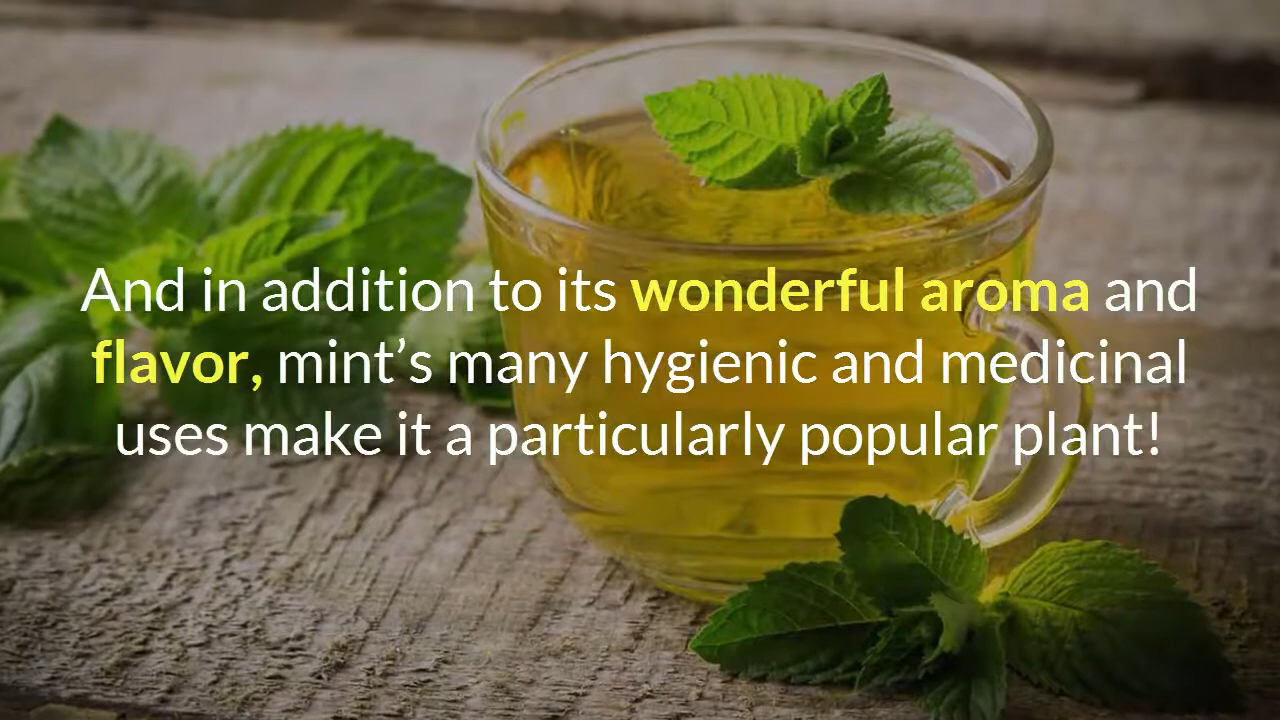 And in addition to its wonderful aroma and
flavor, mint’s many hygienic and medicinal
uses make it a particularly popular plant!